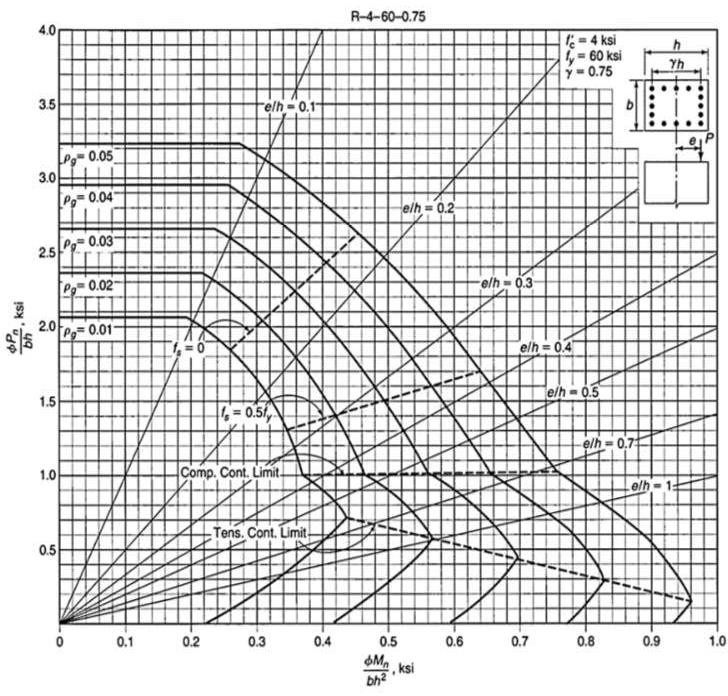 R–4–60–0.75
4.0
3.5
3.0
2.5
2.0
1.5
1.0
0.5
0
ϕPn/bh , ksi
f′c = 4 ksi
fy = 60 ksi
γ = 0.75
h
γh
b
e
P
e/h = 0.1
e/h = 0.2
e/h = 0.3
e/h = 0.4
e/h = 0.5
e/h = 0.7
e/h = 1
ρg= 0.05
ρg= 0.04
ρg= 0.03
ρg= 0.02
ρg= 0.01
fs = 0
fs = 0.5fy
Comp. Cont. Limit
Tens. Cont. Limit
0 0.1 0.2 0.3 0.4 0.5 0.6 0.7 0.8 0.9 1.0
ϕMn/bh² , ksi